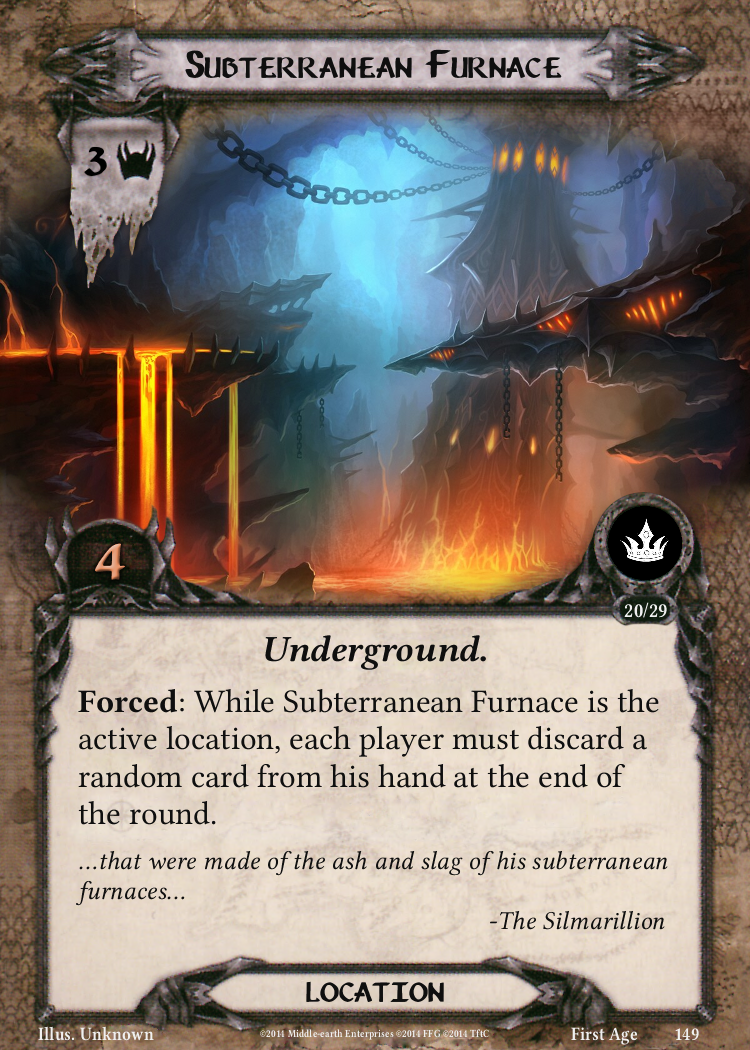 Subterranean Furnace
3
4
20/29
Underground.
Forced: While Subterranean Furnace is the
active location, each player must discard a
random card from his hand at the end of
the round.
...that were made of the ash and slag of his subterranean
furnaces...
-The Silmarillion
LOCATION
Illus. Unknown
©2014 Middle-earth Enterprises ©2014 FFG ©2014 TftC
First Age
149